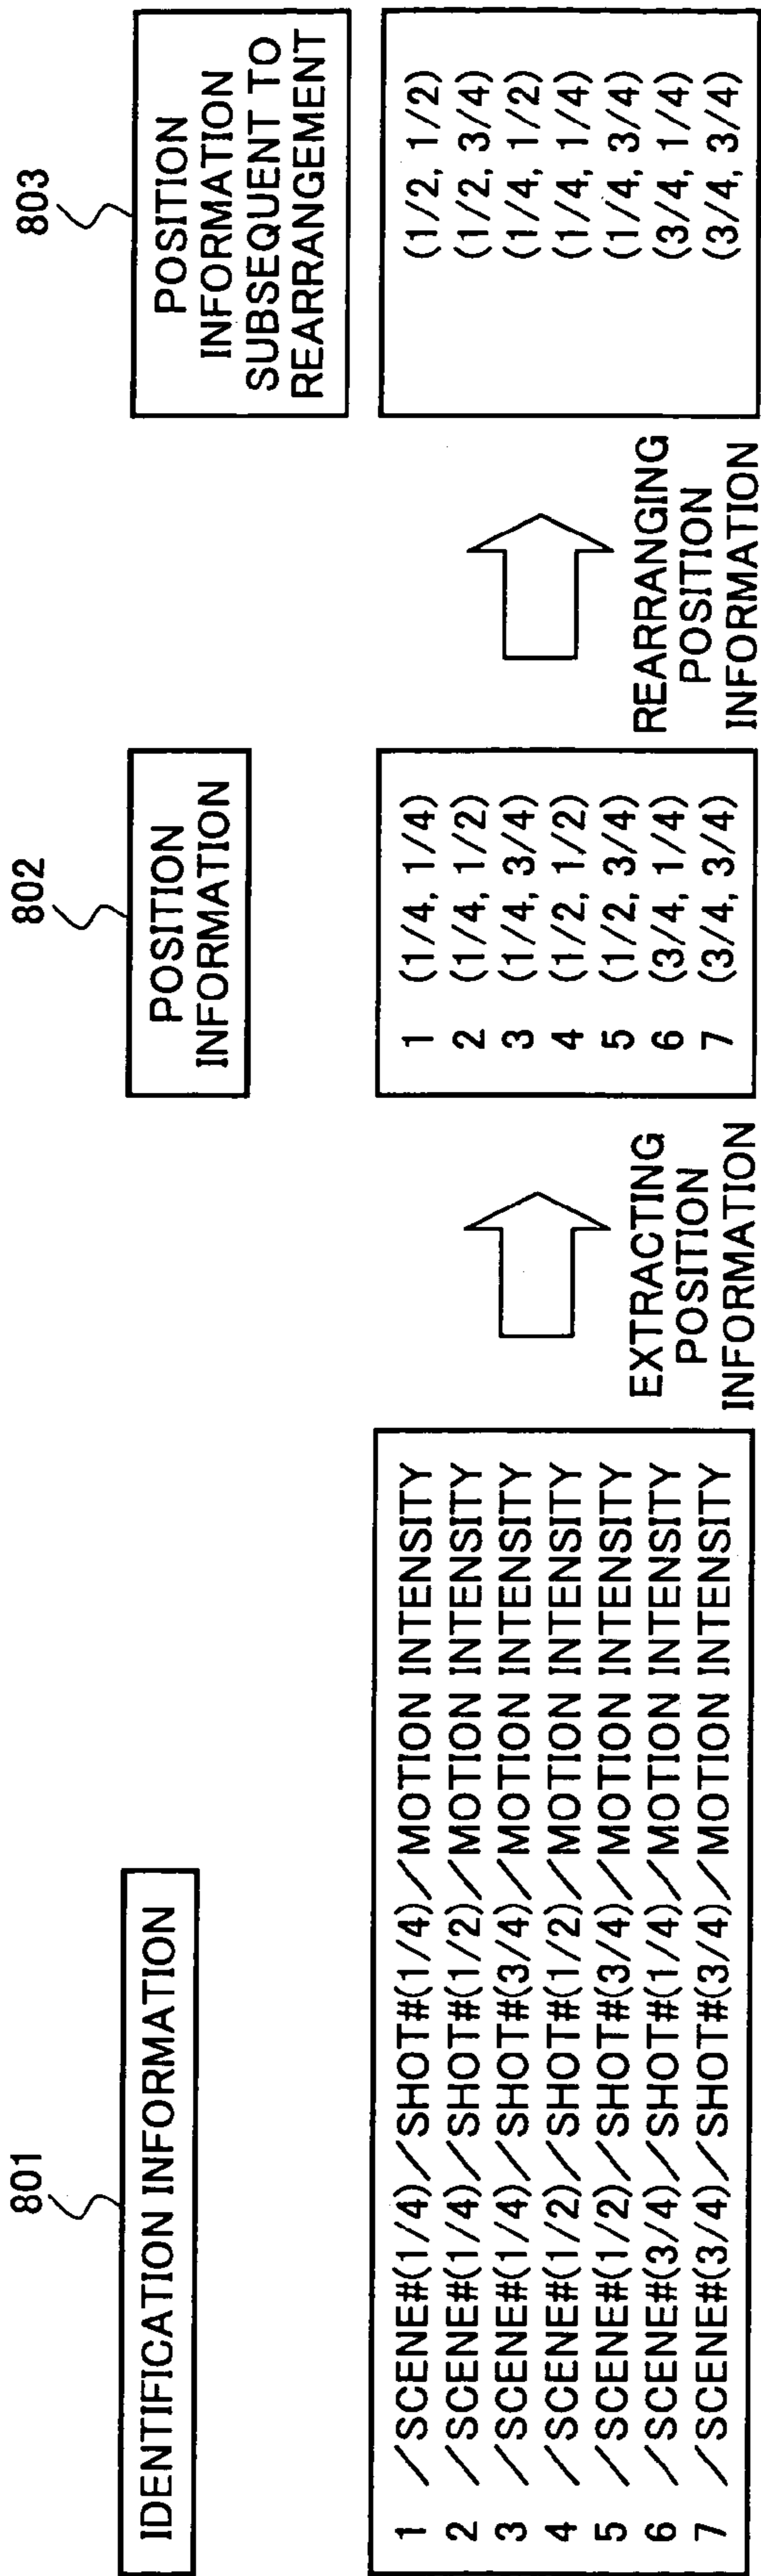 801
IDENTIFICATION INFORMATION
1 /SCENE#(1/4)/SHOT#(1/4)/MOTION INTENSITY
2 /SCENE#(1/4)/SHOT#(1/2)/MOTION INTENSITY
3 /SCENE#(1/4)/SHOT#(3/4)/MOTION INTENSITY
4 /SCENE#(1/2)/SHOT#(1/2)/MOTION INTENSITY
5 /SCENE#(1/2)/SHOT#(3/4)/MOTION INTENSITY
6 /SCENE#(3/4)/SHOT#(1/4)/MOTION INTENSITY
7 /SCENE#(3/4)/SHOT#(3/4)/MOTION INTENSITY
EXTRACTING
POSITION
INFORMATION
802
POSITION
INFORMATION
1 (1/4, 1/4)
2 (1/4, 1/2)
3 (1/4, 3/4)
4 (1/2, 1/2)
5 (1/2, 3/4)
6 (3/4, 1/4)
7 (3/4, 3/4)
REARRANGING
POSITION
INFORMATION
803
POSITION
INFORMATION
SUBSEQUENT TO
REARRANGEMENT
(1/2, 1/2)
(1/2, 3/4)
(1/4, 1/2)
(1/4, 1/4)
(1/4, 3/4)
(3/4, 1/4)
(3/4, 3/4)